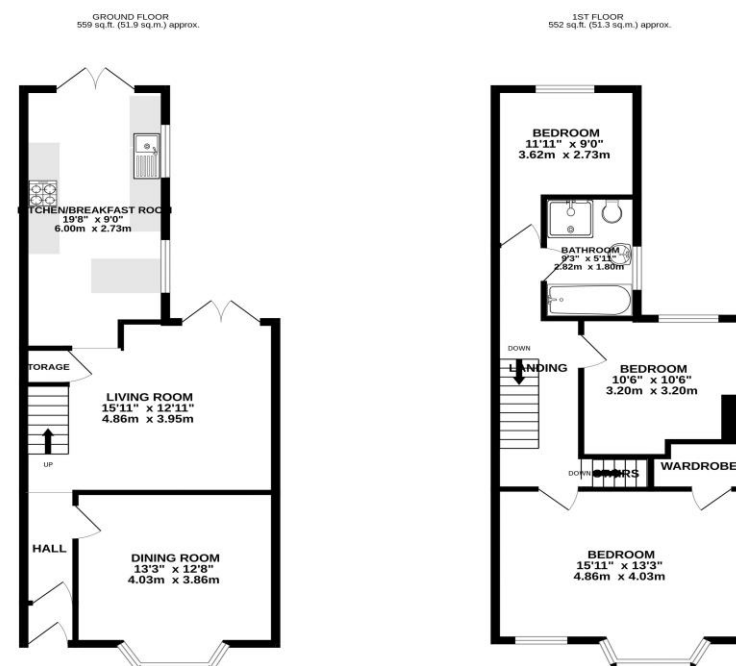 GROUND FLOOR
559 sq.ft. (51.9 sq.m.) approx.
KITCHEN/BREAKFAST ROOM
19'8" x 9'0"
6.00m x 2.73m
TORAGE
LIVING ROOM
15'11" x 12'11"
4.86m x 3.95m
UP
HALL
DINING ROOM
13'3" x 12'8"
4.03m x 3.86m
1ST FLOOR
552 sq.ft. (51.3 sq.m.) approx.
BEDROOM
11'11" x 9'0"
3.62m x 2.73m
BATHROOM
9'3" x 5'11"
2.82m x 1.80m
DOWN
LANDING
BEDROOM
10'6" x 10'6"
3.20m x 3.20m
DOWN
STAIRS
WARDROBE
BEDROOM
15'11" x 13'3"
4.86m x 4.03m